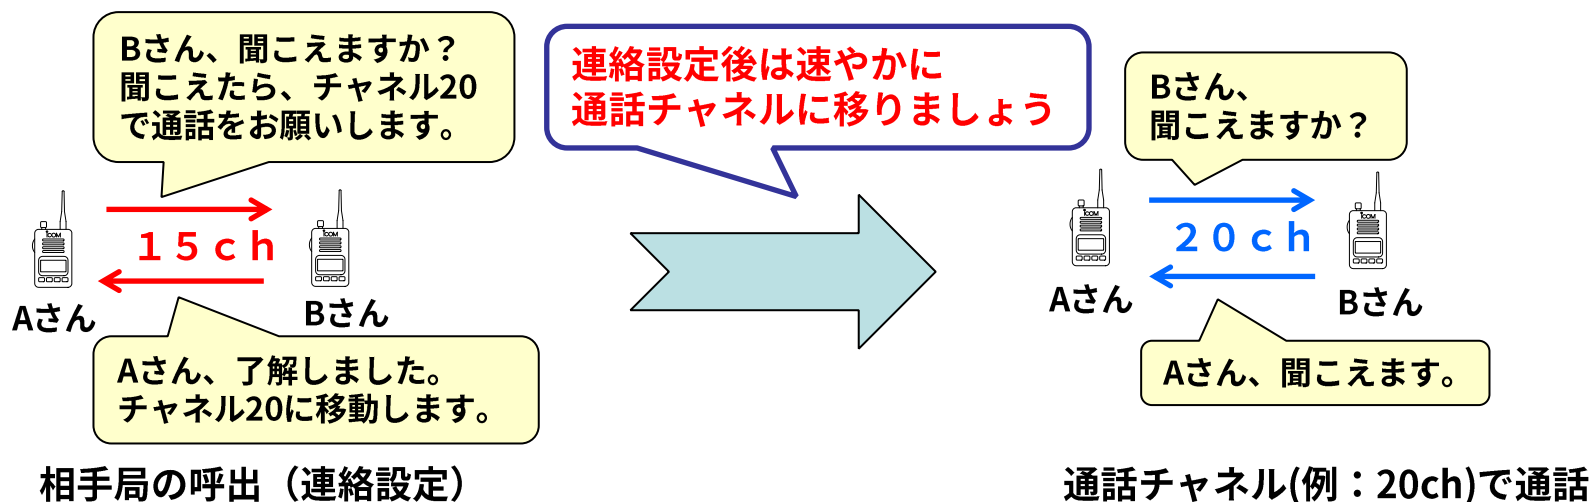 Bさん、聞こえますか？
聞こえたら、チャネル20
で通話をお願いします。
連絡設定後は速やかに
通話チャネルに移りましょう
Bさん、
聞こえますか？
ICOM
ICOM
１５ｃｈ
Aさん
Bさん
ICOM
ICOM
２０ｃｈ
Aさん
Bさん
Aさん、了解しました。
チャネル20に移動します。
Aさん、聞こえます。
相手局の呼出（連絡設定）
通話チャネル(例：20ch)で通話